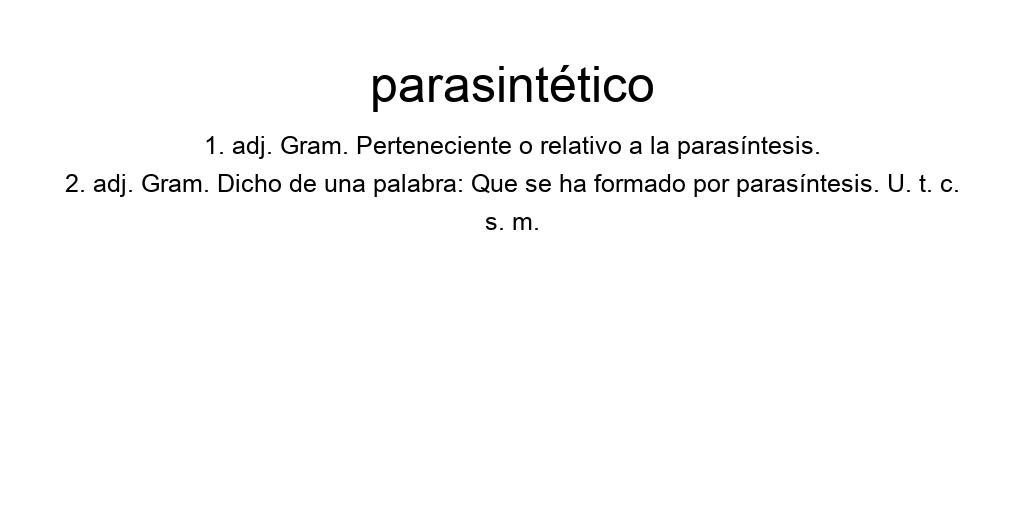 parasintético
1. adj. Gram. Perteneciente o relativo a la parasíntesis.
2. adj. Gram. Dicho de una palabra: Que se ha formado por parasíntesis. U. t. c.
s. m.